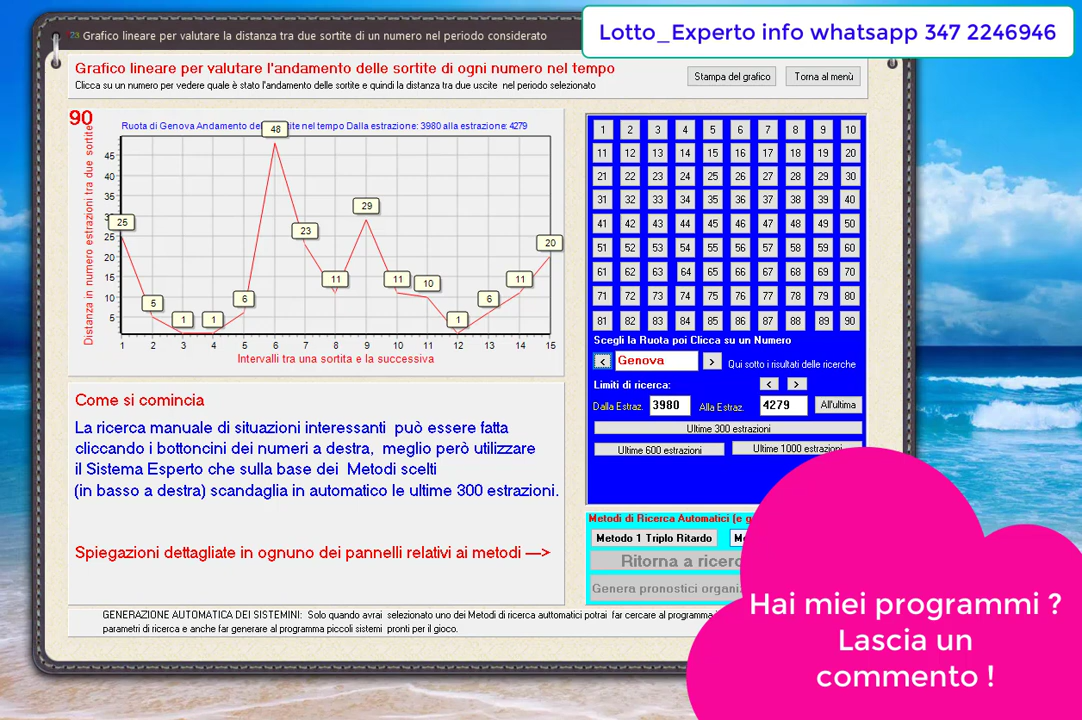 Lotto_Experto info whatsapp 347 2246946
Grafico lineare per valutare la distanza tra due sortite di un numero nel periodo considerato
Grafico lineare per valutare l'andamento delle sortite di ogni numero nel tempo
Clicca su un numero per vedere quale è stato l'andamento delle sortite e quindi la distanza tra due uscite nel periodo selezionato
Stampa del grafico
Torna al menù
90
Ruota di Genova Andamento nel tempo Dalla estrazione: 3980 alla estrazione: 4279
Distanza in numero estrazioni tra due sortite
45
40
35
25
20
15
10
5
25
5
1
1
6
48
23
11
29
11
10
1
6
11
20
1 2 3 4 5 6 7 8 9 10 11 12 13 14 15
Intervalli tra una sortita e la successiva
1 2 3 4 5 6 7 8 9 10
11 12 13 14 15 16 17 18 19 20
21 22 23 24 25 26 27 28 29 30
31 32 33 34 35 36 37 38 39 40
41 42 43 44 45 46 47 48 49 50
51 52 53 54 55 56 57 58 59 60
61 62 63 64 65 66 67 68 69 70
71 72 73 74 75 76 77 78 79 80
81 82 83 84 85 86 87 88 89 90
Scegli la Ruota poi Clicca su un Numero
< Genova > Qui sotto i risultati delle ricerche
Limiti di ricerca: < >
Dalla Estraz. 3980 Alla Estraz. 4279 All'ultima
Ultime 300 estrazioni
Ultime 600 estrazioni Ultime 1000 estrazioni
Come si comincia
La ricerca manuale di situazioni interessanti può essere fatta
cliccando i bottoncini dei numeri a destra, meglio però utilizzare
il Sistema Esperto che sulla base dei Metodi scelti
(in basso a destra) scandaglia in automatico le ultime 300 estrazioni.
Spiegazioni dettagliate in ognuno dei pannelli relativi ai metodi —>
Metodi di Ricerca Automatici (e
Metodo 1 Triplo Ritardo
Ritorna a
Genera pronostici
GENERAZIONE AUTOMATICA DEI SISTEMINI: Solo quando avrai selezionato uno dei Metodi di ricerca aultomatici potrai far cercare al programma
parametri di ricerca e anche far generare al programma piccoli sistemi pronti per il gioco.
Hai miei programmi ?
Lascia un
commento !